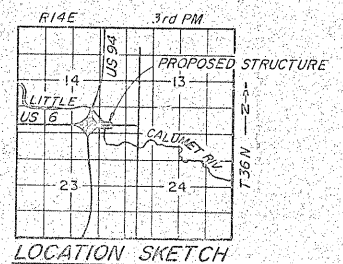 R14E 3rd PM.
US 94
PROPOSED STRUCTURE
14 13
LITTLE
US 6
CALUMET RIV.
T36N
N
23 24
LOCATION SKETCH